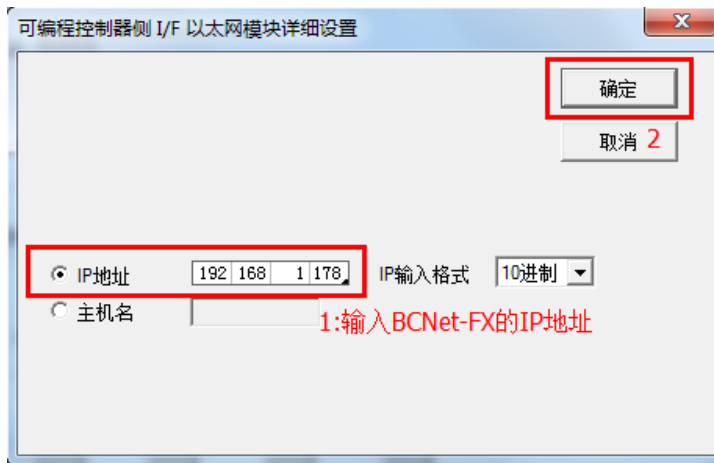 可编程控制器侧 I/F 以太网模块详细设置
确定
取消 2
IP地址 192 168 1 178 IP输入格式 10进制
主机名
1:输入BCNet-FX的IP地址